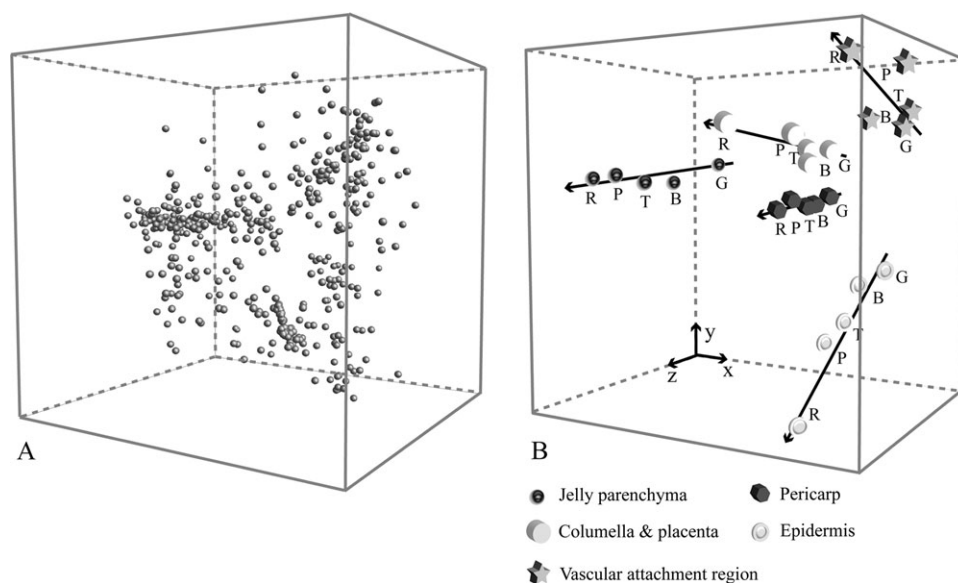 R P T B G
R P T B G
R P T B G
R P T B G
G B T P R
y
z x
A B
Jelly parenchyma Pericarp
Columella & placenta Epidermis
Vascular attachment region